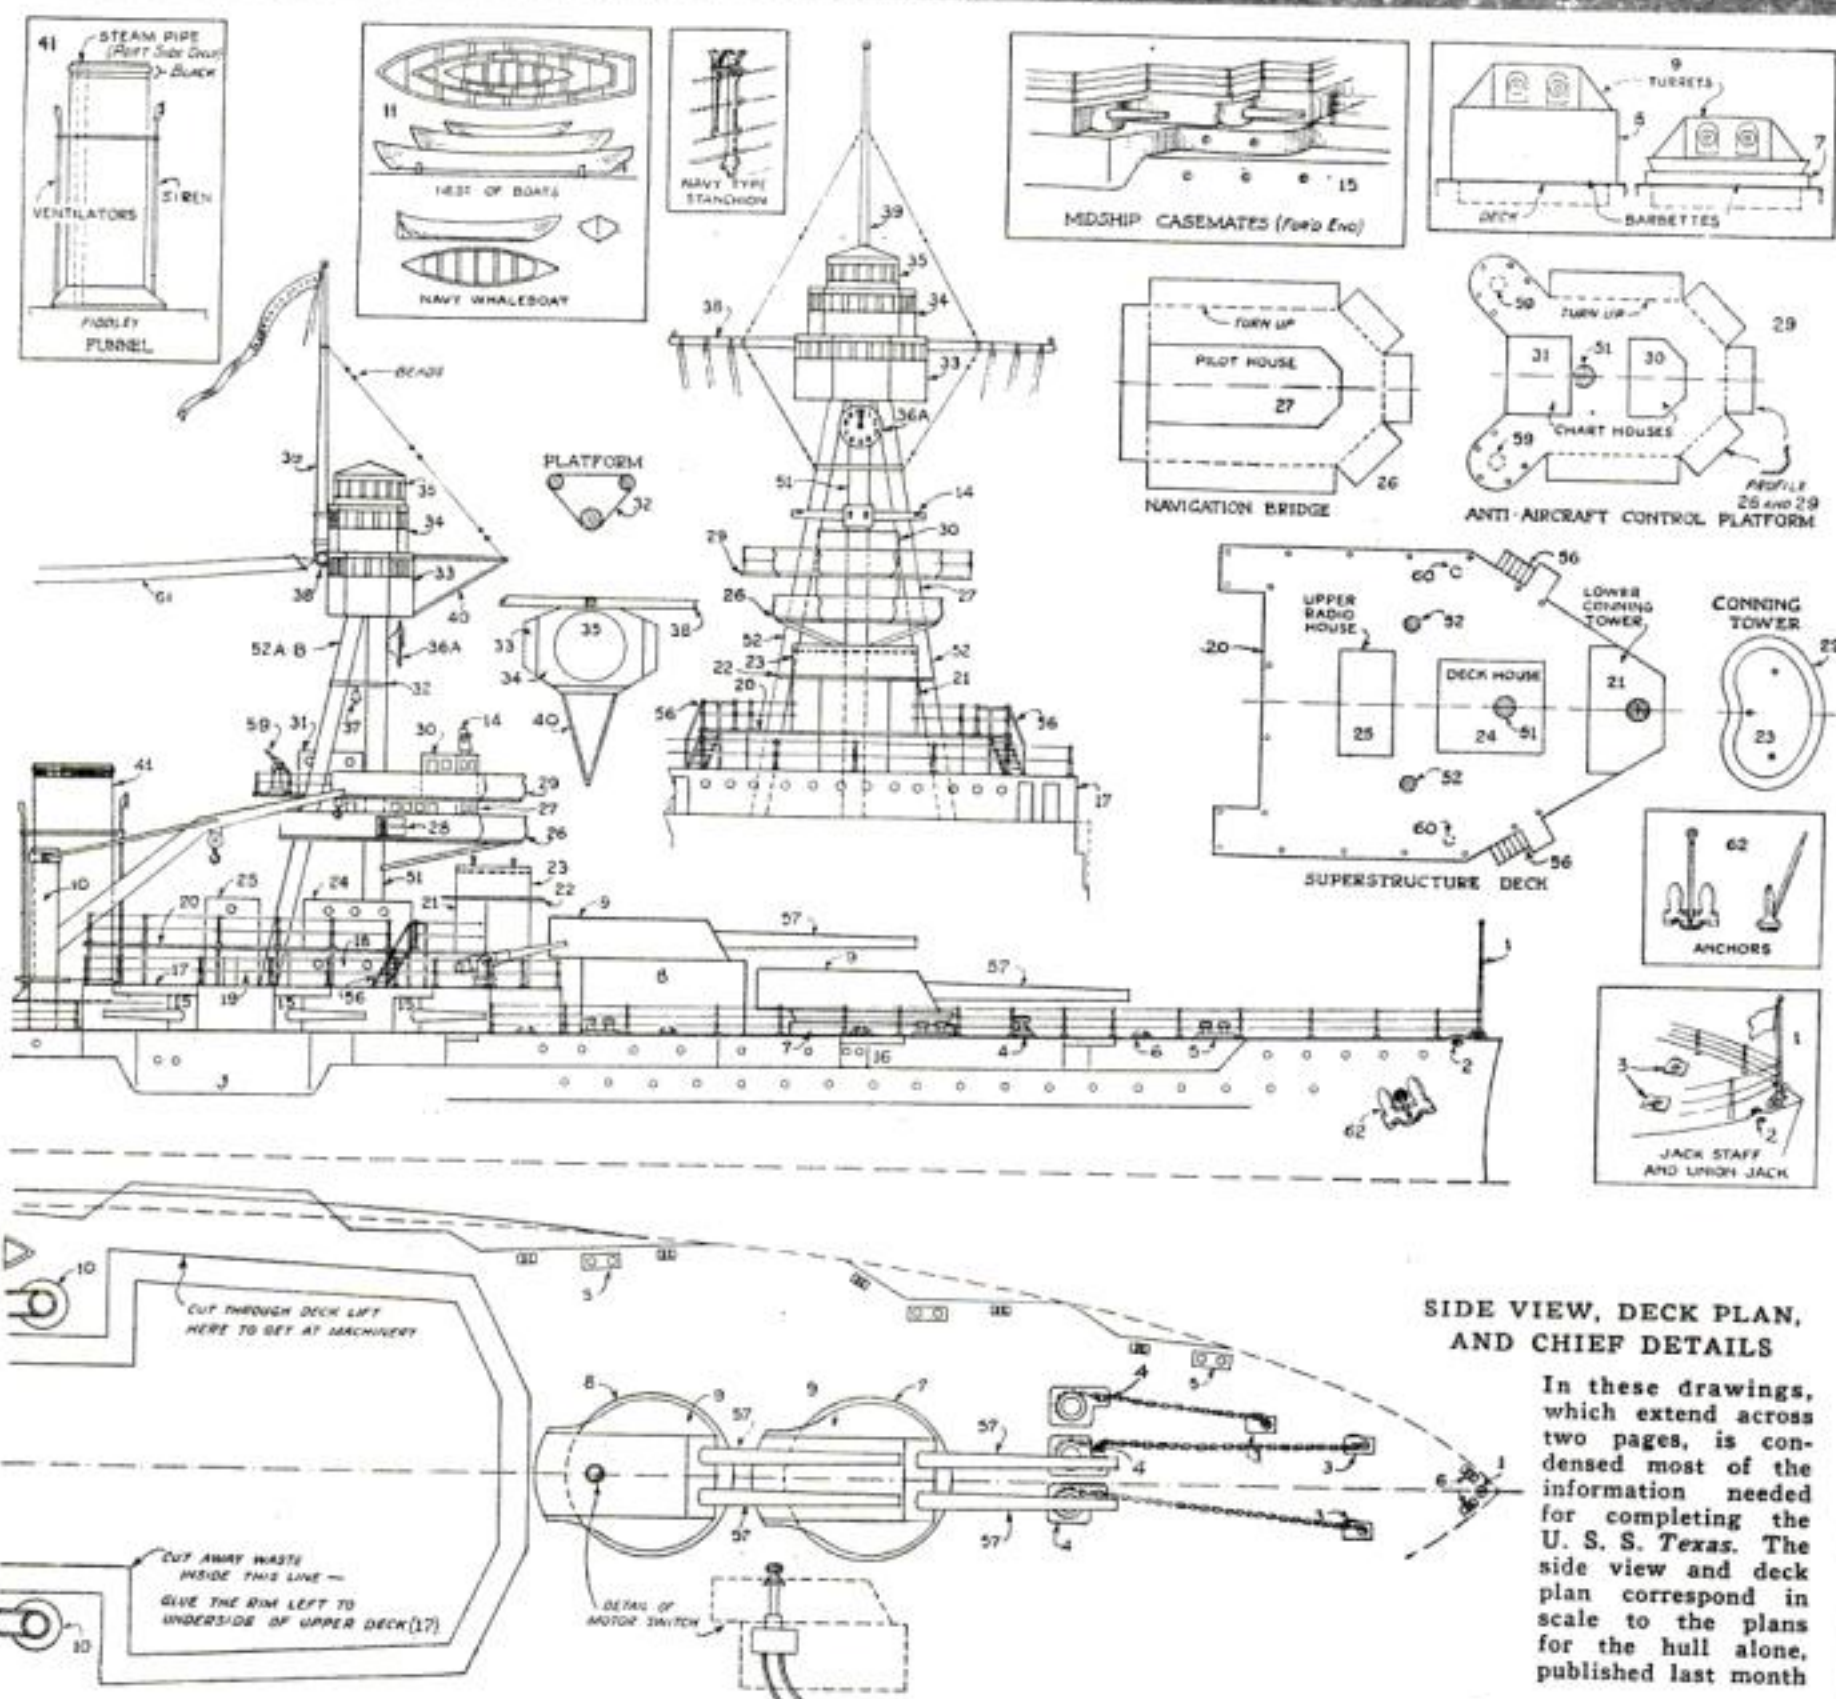 41
STEAM PIPE
(PORT SIDE ONLY)
BLACK
VENTILATORS
SIREN
FIDDLEY
FUNNEL
11
NEST OF BOATS
NAVY WHALEBOAT
NAVY TYPE
STANCHION
15
MIDSHIP CASEMATES (FOR'D END)
9
TURRETS
8
7
DECK
BARBETTES
BEADS
39
35
34
33
38
61
40
52A B
36A
32
37
PLATFORM
32
33
35
38
34
40
39
35
38
34
33
36A
51
14
30
29
27
26
52
52
23
22
21
20
56
56
17
TURN UP
PILOT HOUSE
27
26
NAVIGATION BRIDGE
59
TURN UP
29
31
51
30
59
CHART HOUSES
PROFILE
26 AND 29
ANTI-AIRCRAFT CONTROL PLATFORM
60
56
UPPER
RADIO
HOUSE
52
LOWER
CONNING
TOWER
20
DECK HOUSE
21
25
24
51
52
60
56
SUPERSTRUCTURE DECK
CONNING
TOWER
23
62
ANCHORS
1
3
2
JACK STAFF
AND UNION JACK
59
31
30
14
41
29
27
28
26
10
25
24
51
23
22
21
20
18
17
19
56
15
15
15
9
57
8
9
57
1
7
16
4
6
5
2
J
62
10
CUT THROUGH DECK LIFT
HERE TO GET AT MACHINERY
5
5
8
9
57
9
7
57
4
4
3
6
1
57
57
4
3
CUT AWAY WASTE
INSIDE THIS LINE —
GLUE THE RIM LEFT TO
UNDERSIDE OF UPPER DECK (17)
10
DETAIL OF
MOTOR SWITCH
SIDE VIEW, DECK PLAN,
AND CHIEF DETAILS
In these drawings,
which extend across
two pages, is con-
densed most of the
information needed
for completing the
U. S. S. Texas. The
side view and deck
plan correspond in
scale to the plans
for the hull alone,
published last month